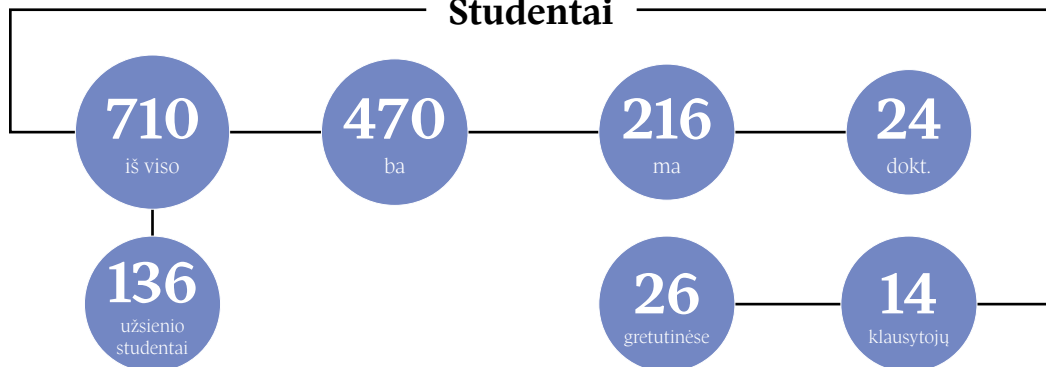 Studentai
710
iš viso
470
ba
216
ma
24
dokt.
136
užsienio
studentai
26
gretutinėse
14
klausytojų